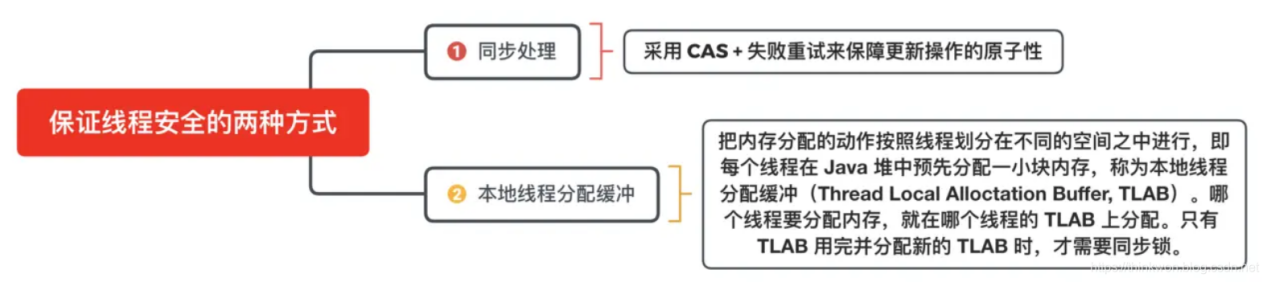 保证线程安全的两种方式
1 同步处理
采用 CAS + 失败重试来保障更新操作的原子性
2 本地线程分配缓冲
把内存分配的动作按照线程划分在不同的空间之中进行，即
每个线程在 Java 堆中预先分配一小块内存，称为本地线程
分配缓冲（Thread Local Alloctation Buffer, TLAB）。哪
个线程要分配内存，就在哪个线程的 TLAB 上分配。只有
TLAB 用完并分配新的 TLAB 时，才需要同步锁。
https://thinkwon.blog.csdn.net